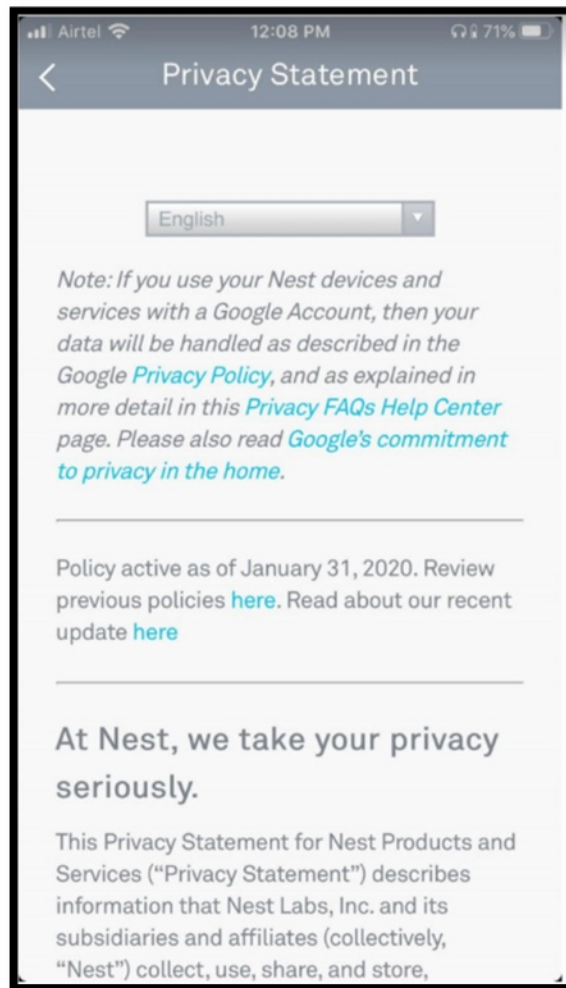 Airtel 12:08 PM 71%
Privacy Statement
English
Note: If you use your Nest devices and
services with a Google Account, then your
data will be handled as described in the
Google Privacy Policy, and as explained in
more detail in this Privacy FAQs Help Center
page. Please also read Google's commitment
to privacy in the home.
Policy active as of January 31, 2020. Review
previous policies here. Read about our recent
update here
At Nest, we take your privacy
seriously.
This Privacy Statement for Nest Products and
Services (“Privacy Statement”) describes
information that Nest Labs, Inc. and its
subsidiaries and affiliates (collectively,
“Nest”) collect, use, share, and store,